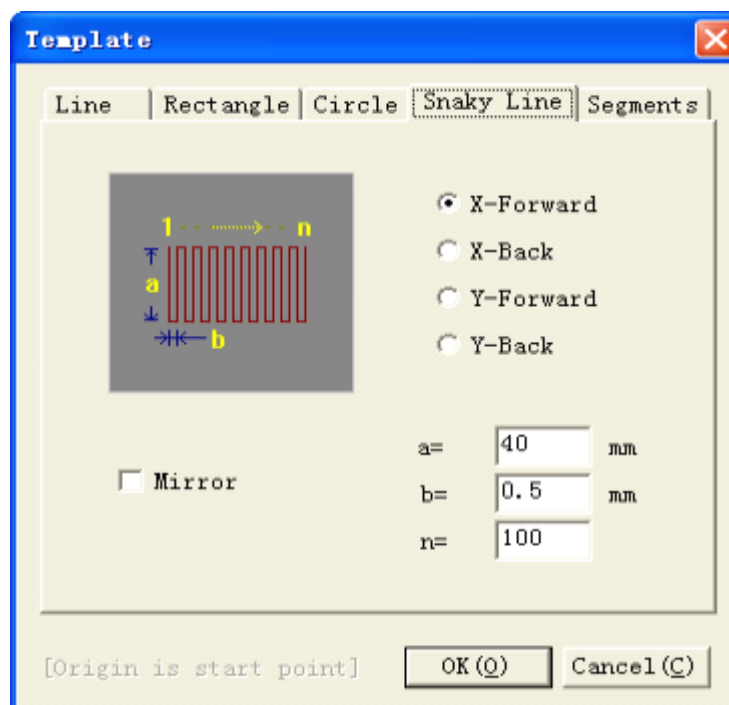 Template
Line Rectangle Circle Snaky Line Segments
1 n
a
b
X-Forward
X-Back
Y-Forward
Y-Back
Mirror
a= 40 mm
b= 0.5 mm
n= 100
[Origin is start point] OK(O) Cancel(C)